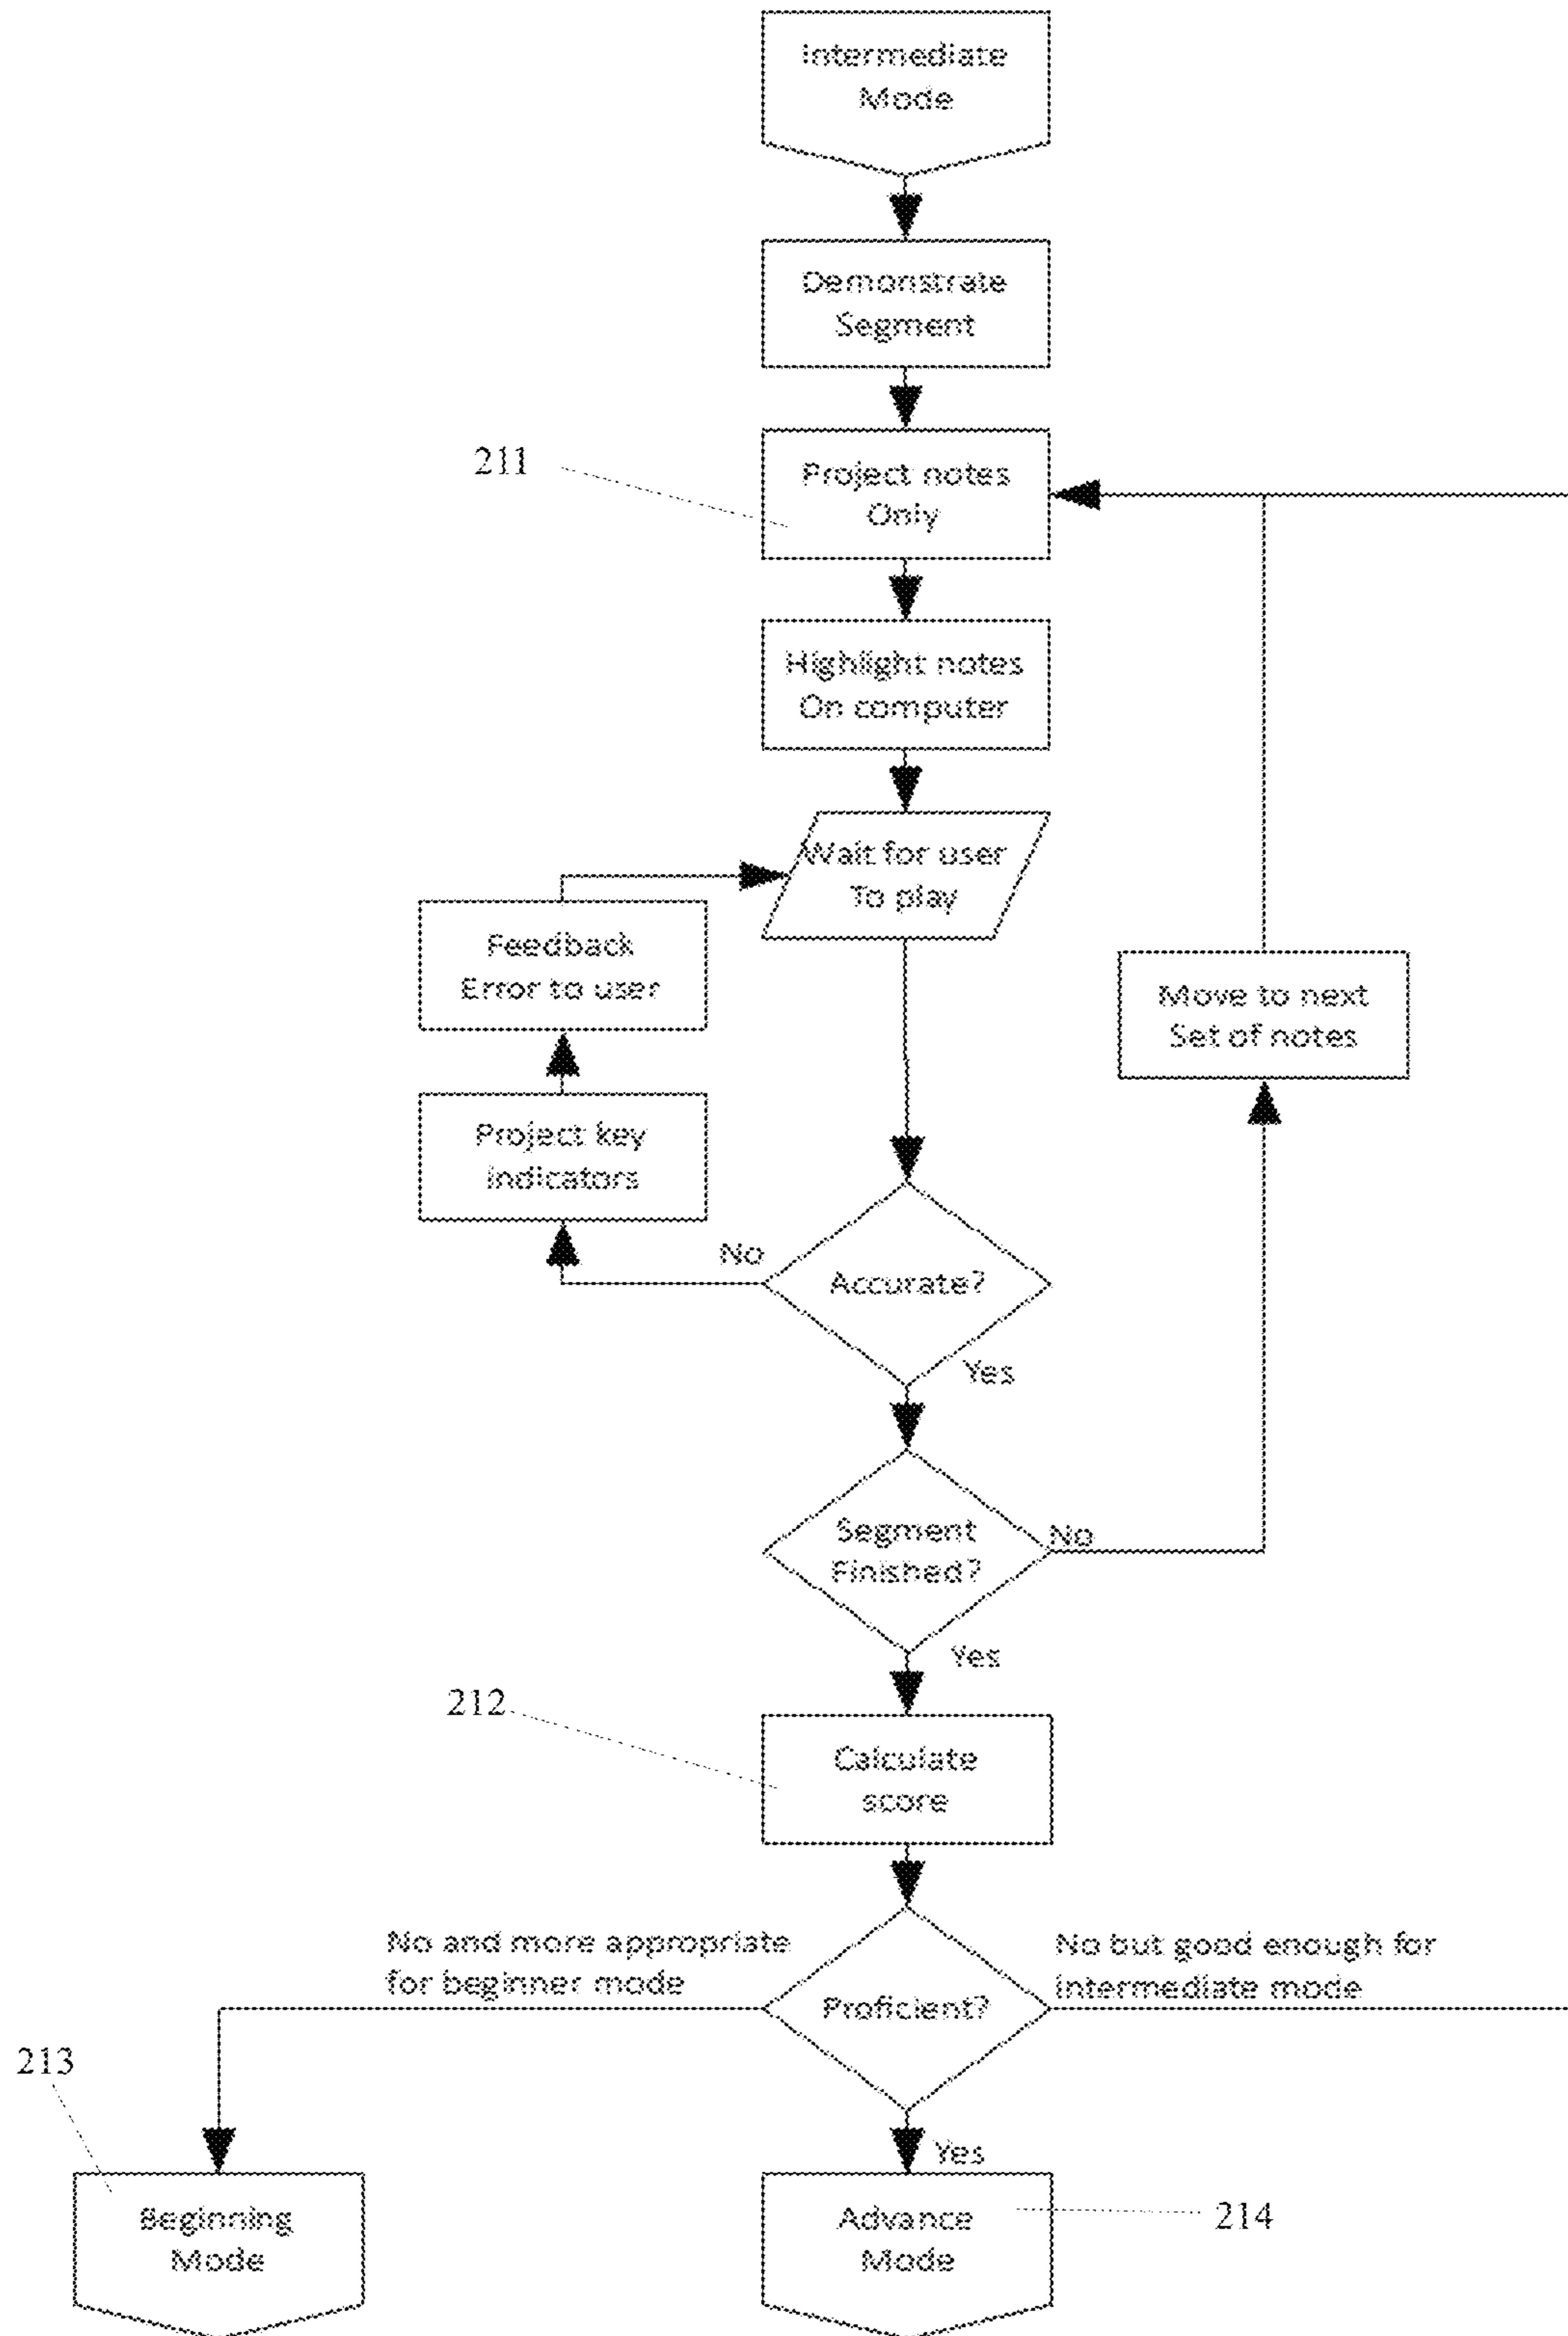 Intermediate
Mode
Demonstrate
Segment
211
Project notes
Only
Highlight notes
On computer
Wait for user
To play
Feedback
Error to user
Move to next
Set of notes
Project key
indicators
No
Accurate?
Yes
Segment
Finished?
No
Yes
212
Calculate
score
No and more appropriate
for beginner mode
No but good enough for
intermediate mode
Proficient?
213
Yes
Beginning
Mode
Advance
Mode
214